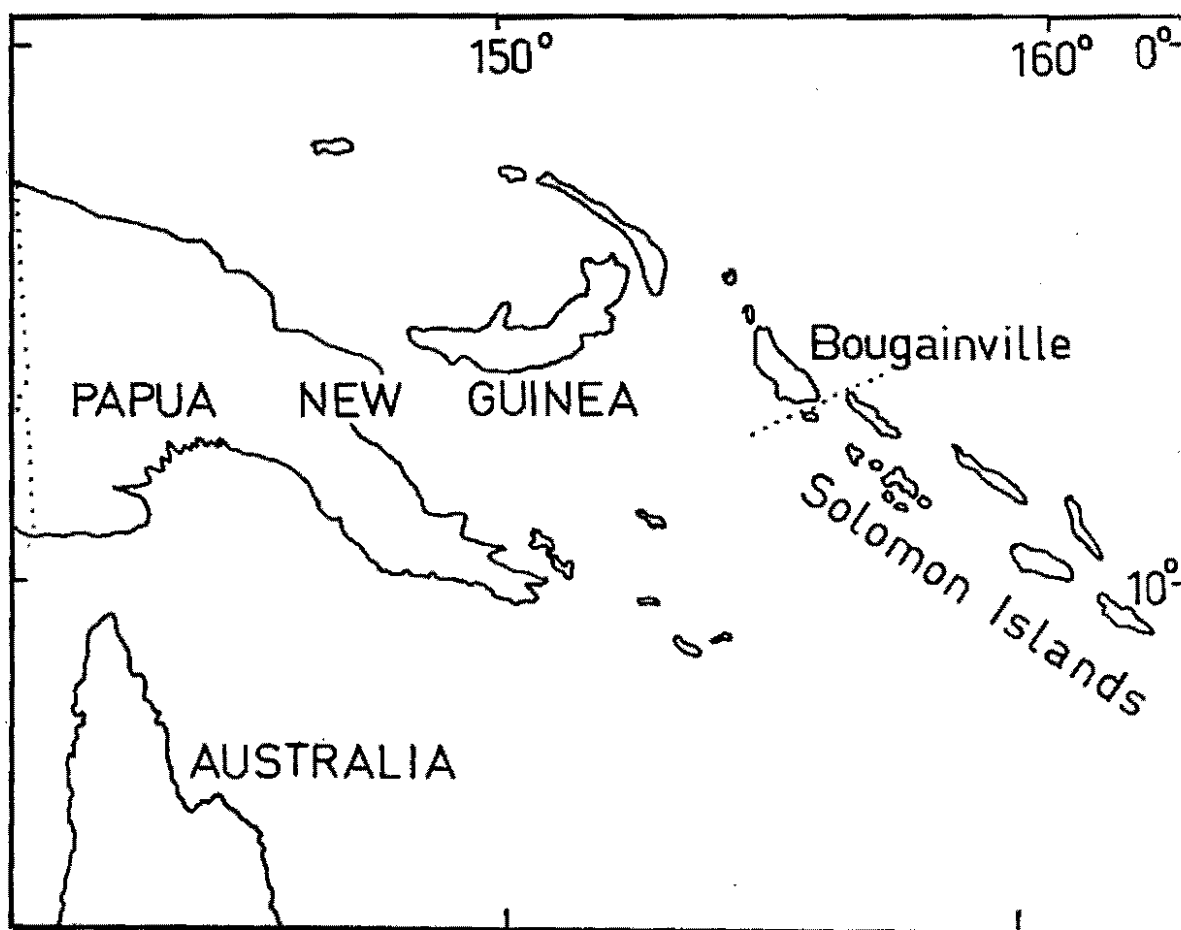 150° 160° 0°
Bougainville
PAPUA NEW GUINEA
Solomon Islands
10°
AUSTRALIA